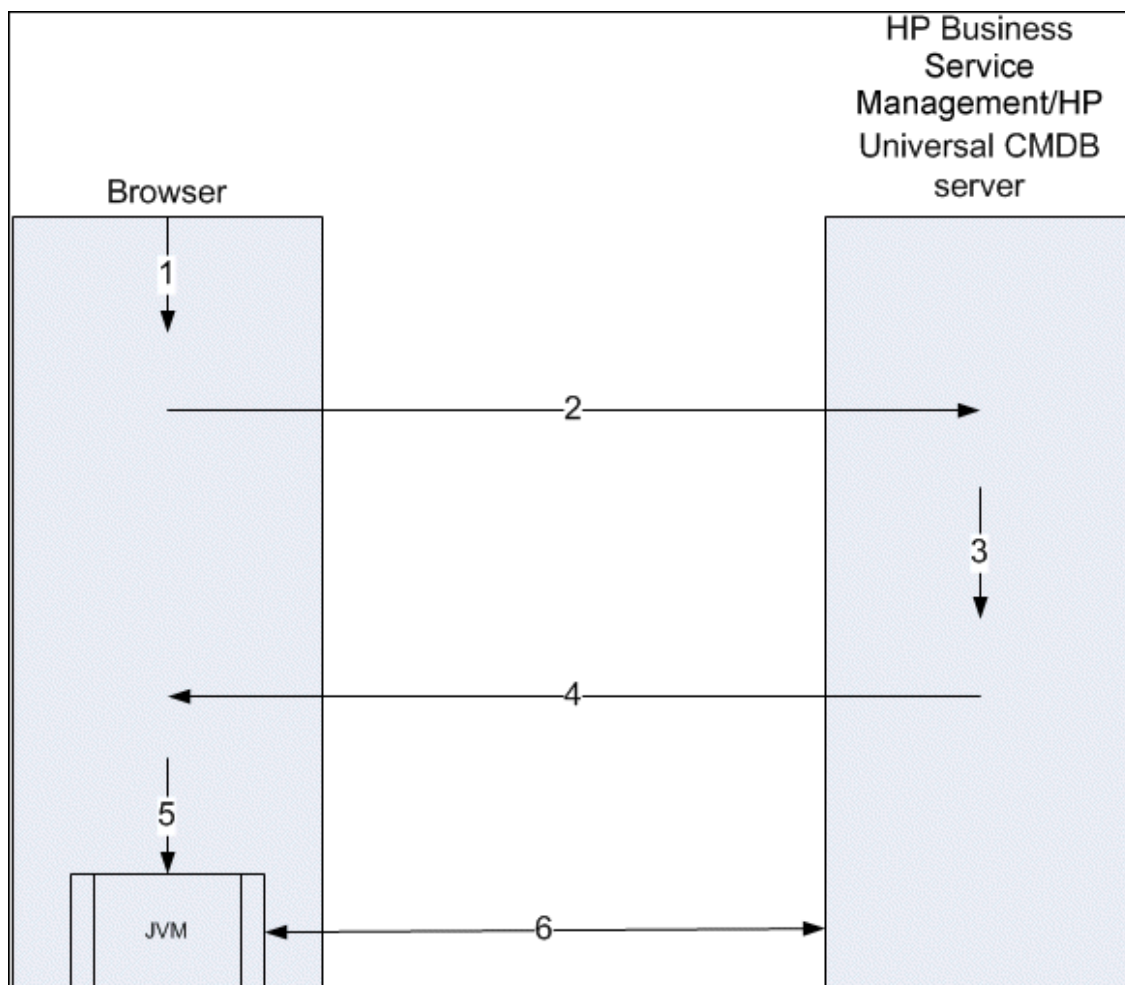 HP Business
Service
Management/HP
Universal CMDB
server
Browser
1
2
3
4
5
JVM
6